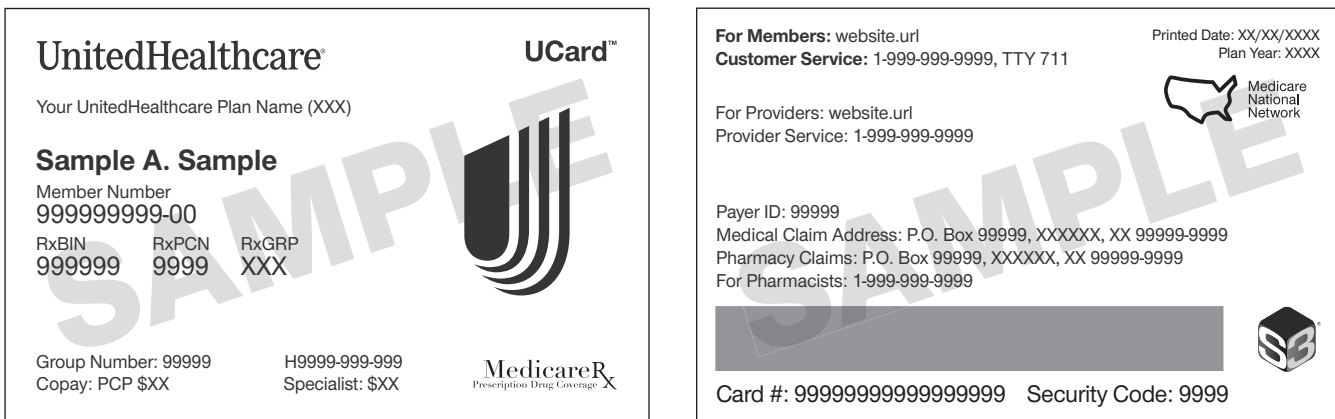 UnitedHealthcare®
UCard™
Your UnitedHealthcare Plan Name (XXX)
Sample A. Sample
Member Number
999999999-00
RxBIN RxPCN RxGRP
999999 9999 XXX
SAMPLE
Group Number: 99999 H9999-999-999
Copay: PCP $XX Specialist: $XX
MedicareRx
Prescription Drug Coverage
For Members: website.url
Customer Service: 1-999-999-9999, TTY 711
Printed Date: XX/XX/XXXX
Plan Year: XXXX
Medicare
National
Network
For Providers: website.url
Provider Service: 1-999-999-9999
SAMPLE
Payer ID: 99999
Medical Claim Address: P.O. Box 99999, XXXXXX, XX 99999-9999
Pharmacy Claims: P.O. Box 99999, XXXXXX, XX 99999-9999
For Pharmacists: 1-999-999-9999
S3®
Card #: 99999999999999999 Security Code: 9999